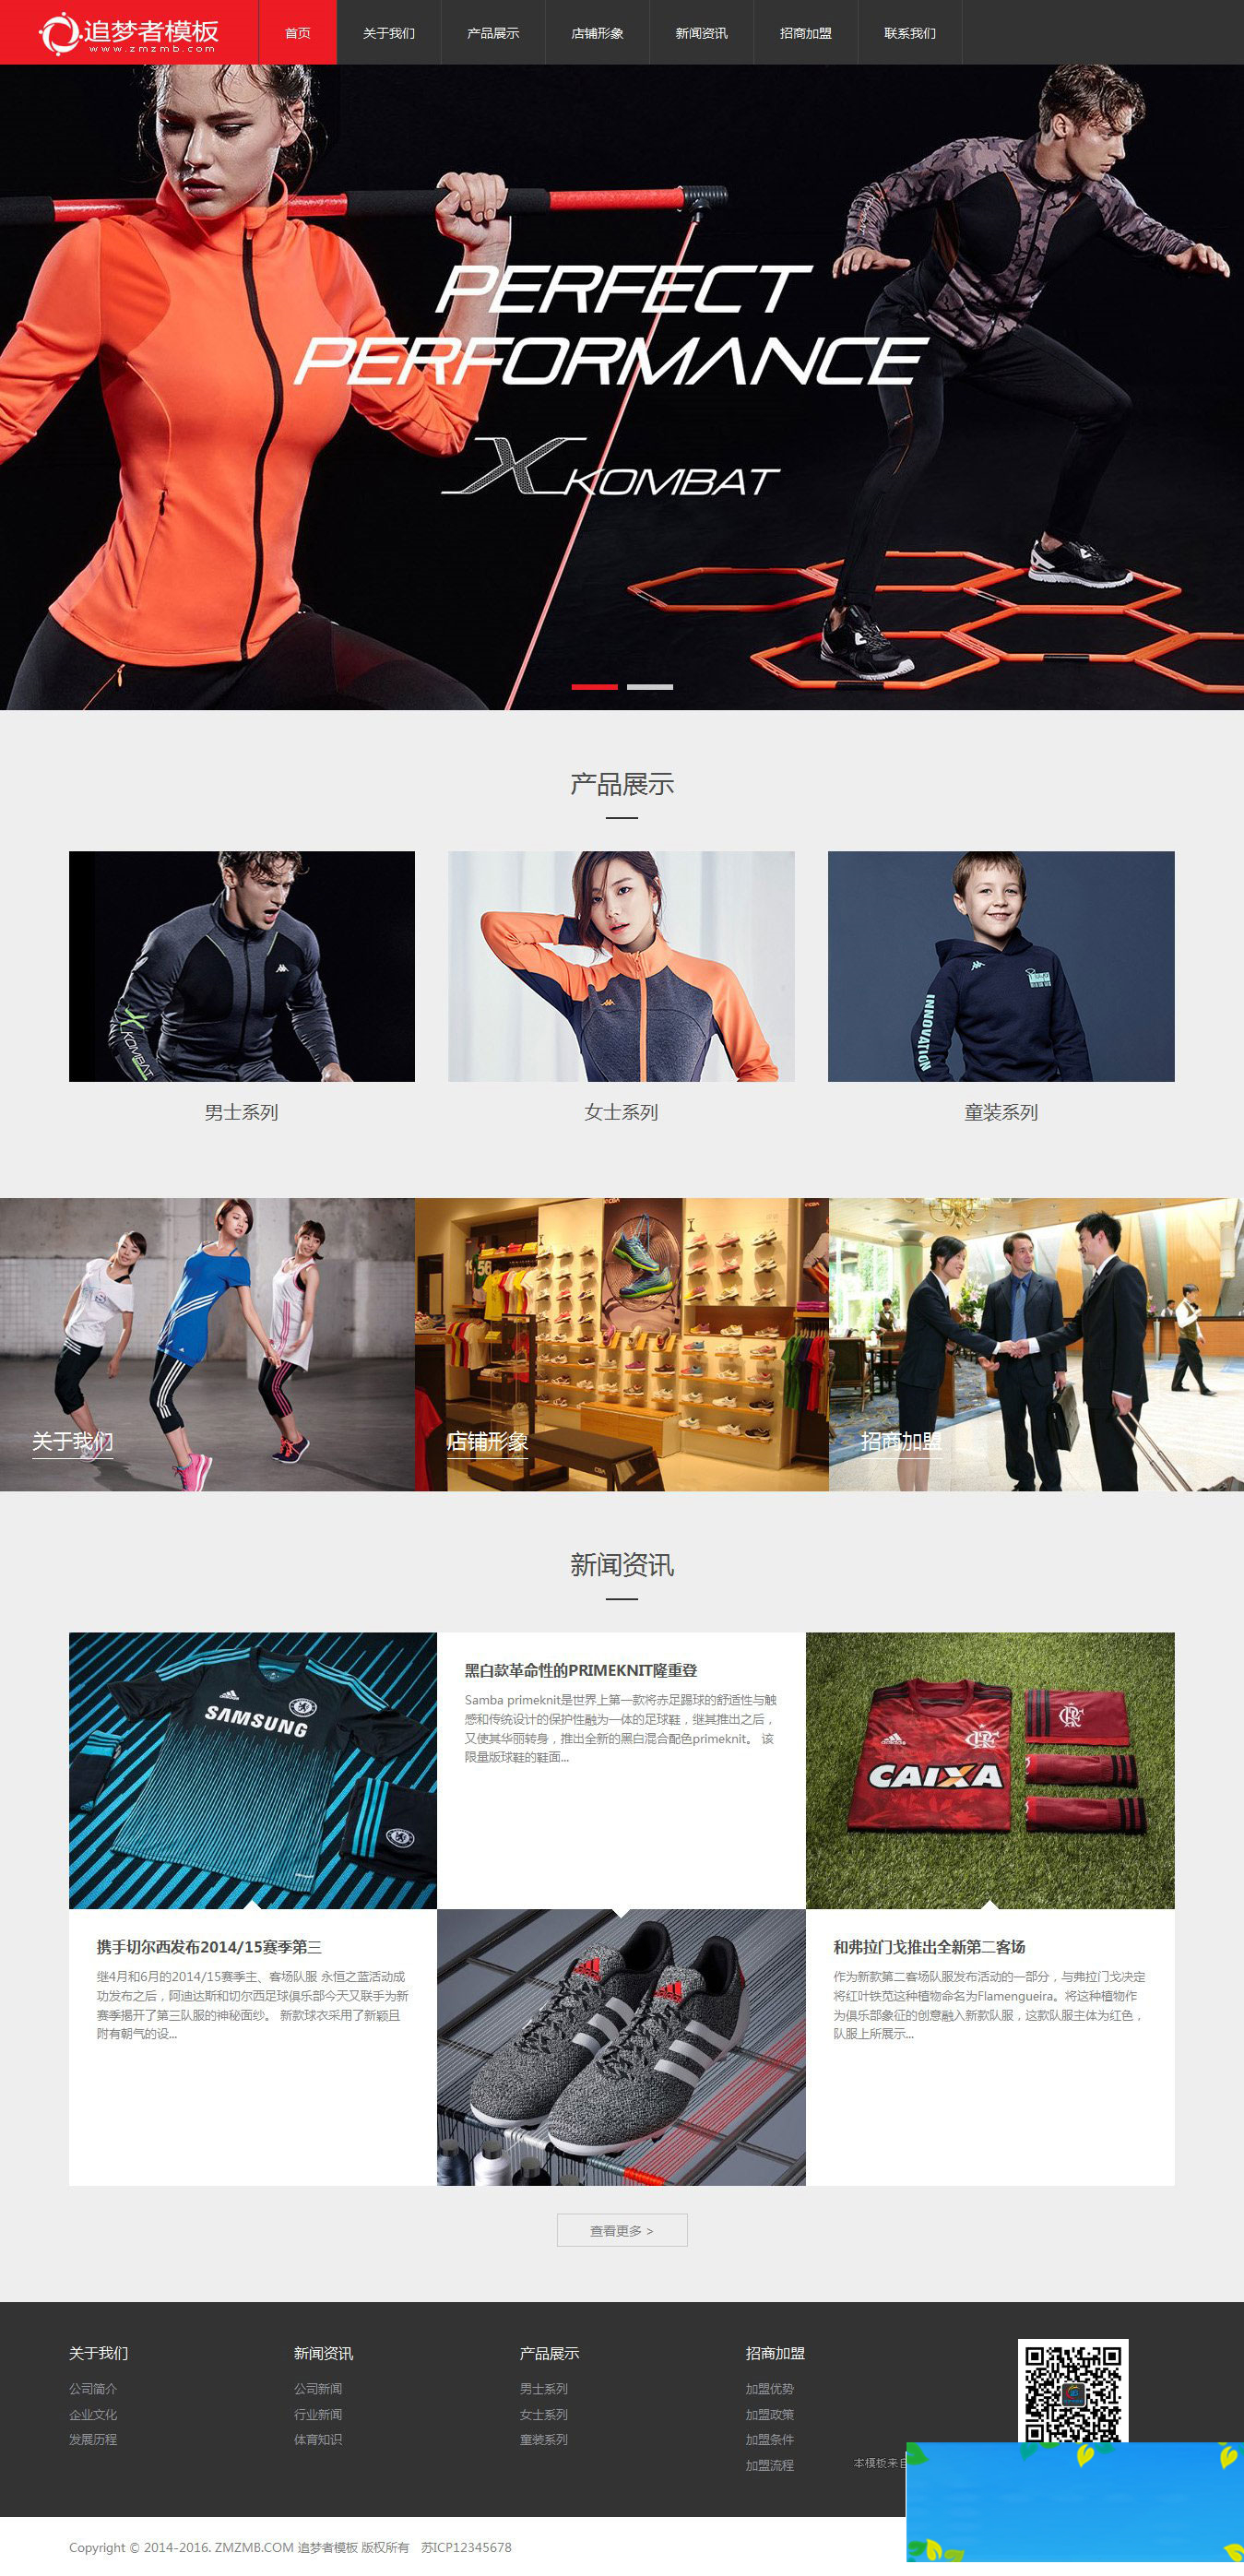 追梦者模板
www.zmzmb.com
首页 关于我们 产品展示 店铺形象 新闻资讯 招商加盟 联系我们
PERFECT
PERFORMANCE
X KOMBAT
产品展示
X KOMBAT
INNOVATION
男士系列 女士系列 童装系列
关于我们 店铺形象 招商加盟
新闻资讯
adidas
SAMSUNG
黑白款革命性的PRIMEKNIT隆重登
Samba primeknit是世界上第一款将赤足踢球的舒适性与触
感和传统设计的保护性融为一体的足球鞋，继其推出之后，
又使其华丽转身，推出全新的黑白混合配色primeknit。 该
限量版球鞋的鞋面...
adidas
CAIXA
携手切尔西发布2014/15赛季第三
继4月和6月的2014/15赛季主、客场队服 永恒之蓝活动成
功发布之后，阿迪达斯和切尔西足球俱乐部今天又联手为新
赛季揭开了第三队服的神秘面纱。 新款球衣采用了新颖且
附有朝气的设...
和弗拉门戈推出全新第二客场
作为新款第二客场队服发布活动的一部分，与弗拉门戈决定
将红叶铁苋这种植物命名为Flamengueira。将这种植物作
为俱乐部象征的创意融入新款队服，这款队服主体为红色，
队服上所展示...
查看更多 >
关于我们
公司简介
企业文化
发展历程
新闻资讯
公司新闻
行业新闻
体育知识
产品展示
男士系列
女士系列
童装系列
招商加盟
加盟优势
加盟政策
加盟条件
加盟流程
本模板来自
Copyright © 2014-2016. ZMZMB.COM 追梦者模板 版权所有 苏ICP12345678